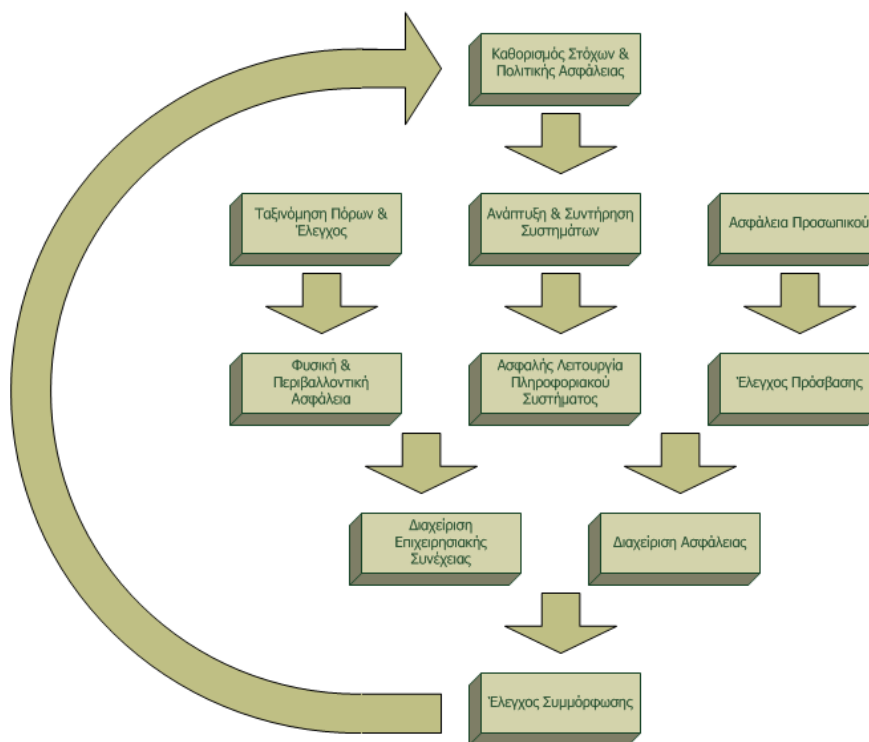 Καθορισμός Στόχων &
Πολιτικής Ασφάλειας
Ταξινόμηση Πόρων &
Έλεγχος
Ανάπτυξη & Συντήρηση
Συστημάτων
Ασφάλεια Προσωπικού
Φυσική &
Περιβαλλοντική
Ασφάλεια
Ασφαλής Λειτουργία
Πληροφοριακού
Συστήματος
Έλεγχος Πρόσβασης
Διαχείριση
Επιχειρησιακής
Συνέχειας
Διαχείριση Ασφάλειας
Έλεγχος Συμμόρφωσης